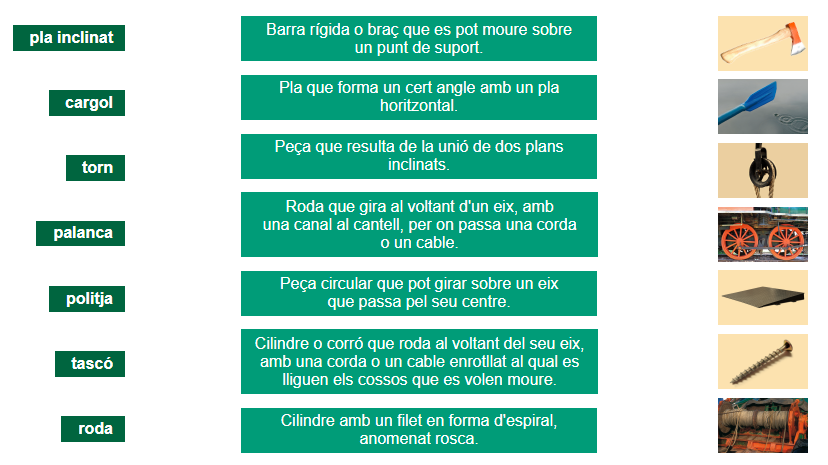 pla inclinat
Barra rígida o braç que es pot moure sobre
un punt de suport.
cargol
Pla que forma un cert angle amb un pla
horitzontal.
torn
Peça que resulta de la unió de dos plans
inclinats.
palanca
Roda que gira al voltant d'un eix, amb
una canal al cantell, per on passa una corda
o un cable.
politja
Peça circular que pot girar sobre un eix
que passa pel seu centre.
tascó
Cilindre o corró que roda al voltant del seu eix,
amb una corda o un cable enrotllat al qual es
lliguen els cossos que es volen moure.
roda
Cilindre amb un filet en forma d'espiral,
anomenat rosca.